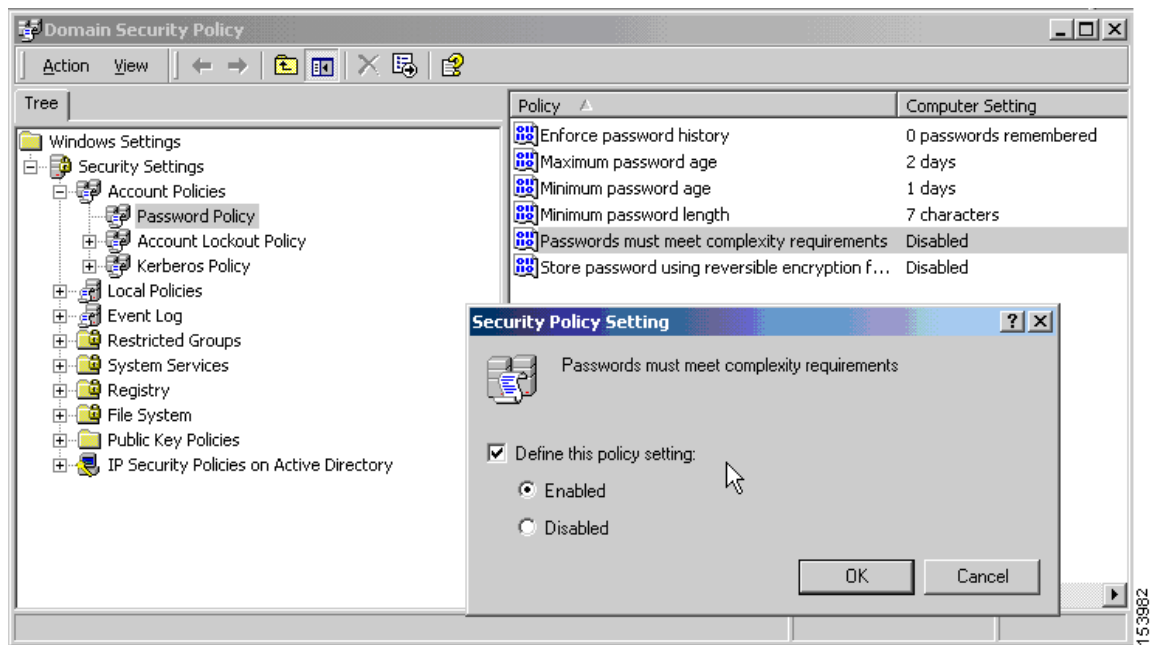 Domain Security Policy
Action View
Tree
Policy Computer Setting
Windows Settings
Security Settings
Account Policies
Password Policy
Account Lockout Policy
Kerberos Policy
Local Policies
Event Log
Restricted Groups
System Services
Registry
File System
Public Key Policies
IP Security Policies on Active Directory
Enforce password history 0 passwords remembered
Maximum password age 2 days
Minimum password age 1 days
Minimum password length 7 characters
Passwords must meet complexity requirements Disabled
Store password using reversible encryption f... Disabled
Security Policy Setting
Passwords must meet complexity requirements
Define this policy setting:
Enabled
Disabled
OK Cancel
153982